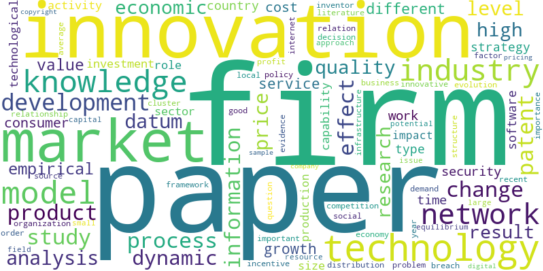 copyright
activity
economic
country
cost
inventor
literature
different
level
innovation
technological
average
internet
relation
decision
approach
high
strategy
value
investment
role
profit
factor
pricing
knowledge
local
policy
quality
industry
service
business
innovative
evolution
firm
development
cluster
sector
datum
relationship
consumer
capital
good
price
capability
infrastructure
effect
work
potential
impact
type
issue
research
structure
patent
software
importance
market
evidence
sample
information
empirical
source
paper
framework
company
question
production
security
recent
model
change
product
organization
small
competition
social
demand
time
large
network
year
order
study
process
important
economy
equilibrium
result
field
analysis
dynamic
growth
incentive
resource
size
distribution
technology
problem
breach
digital